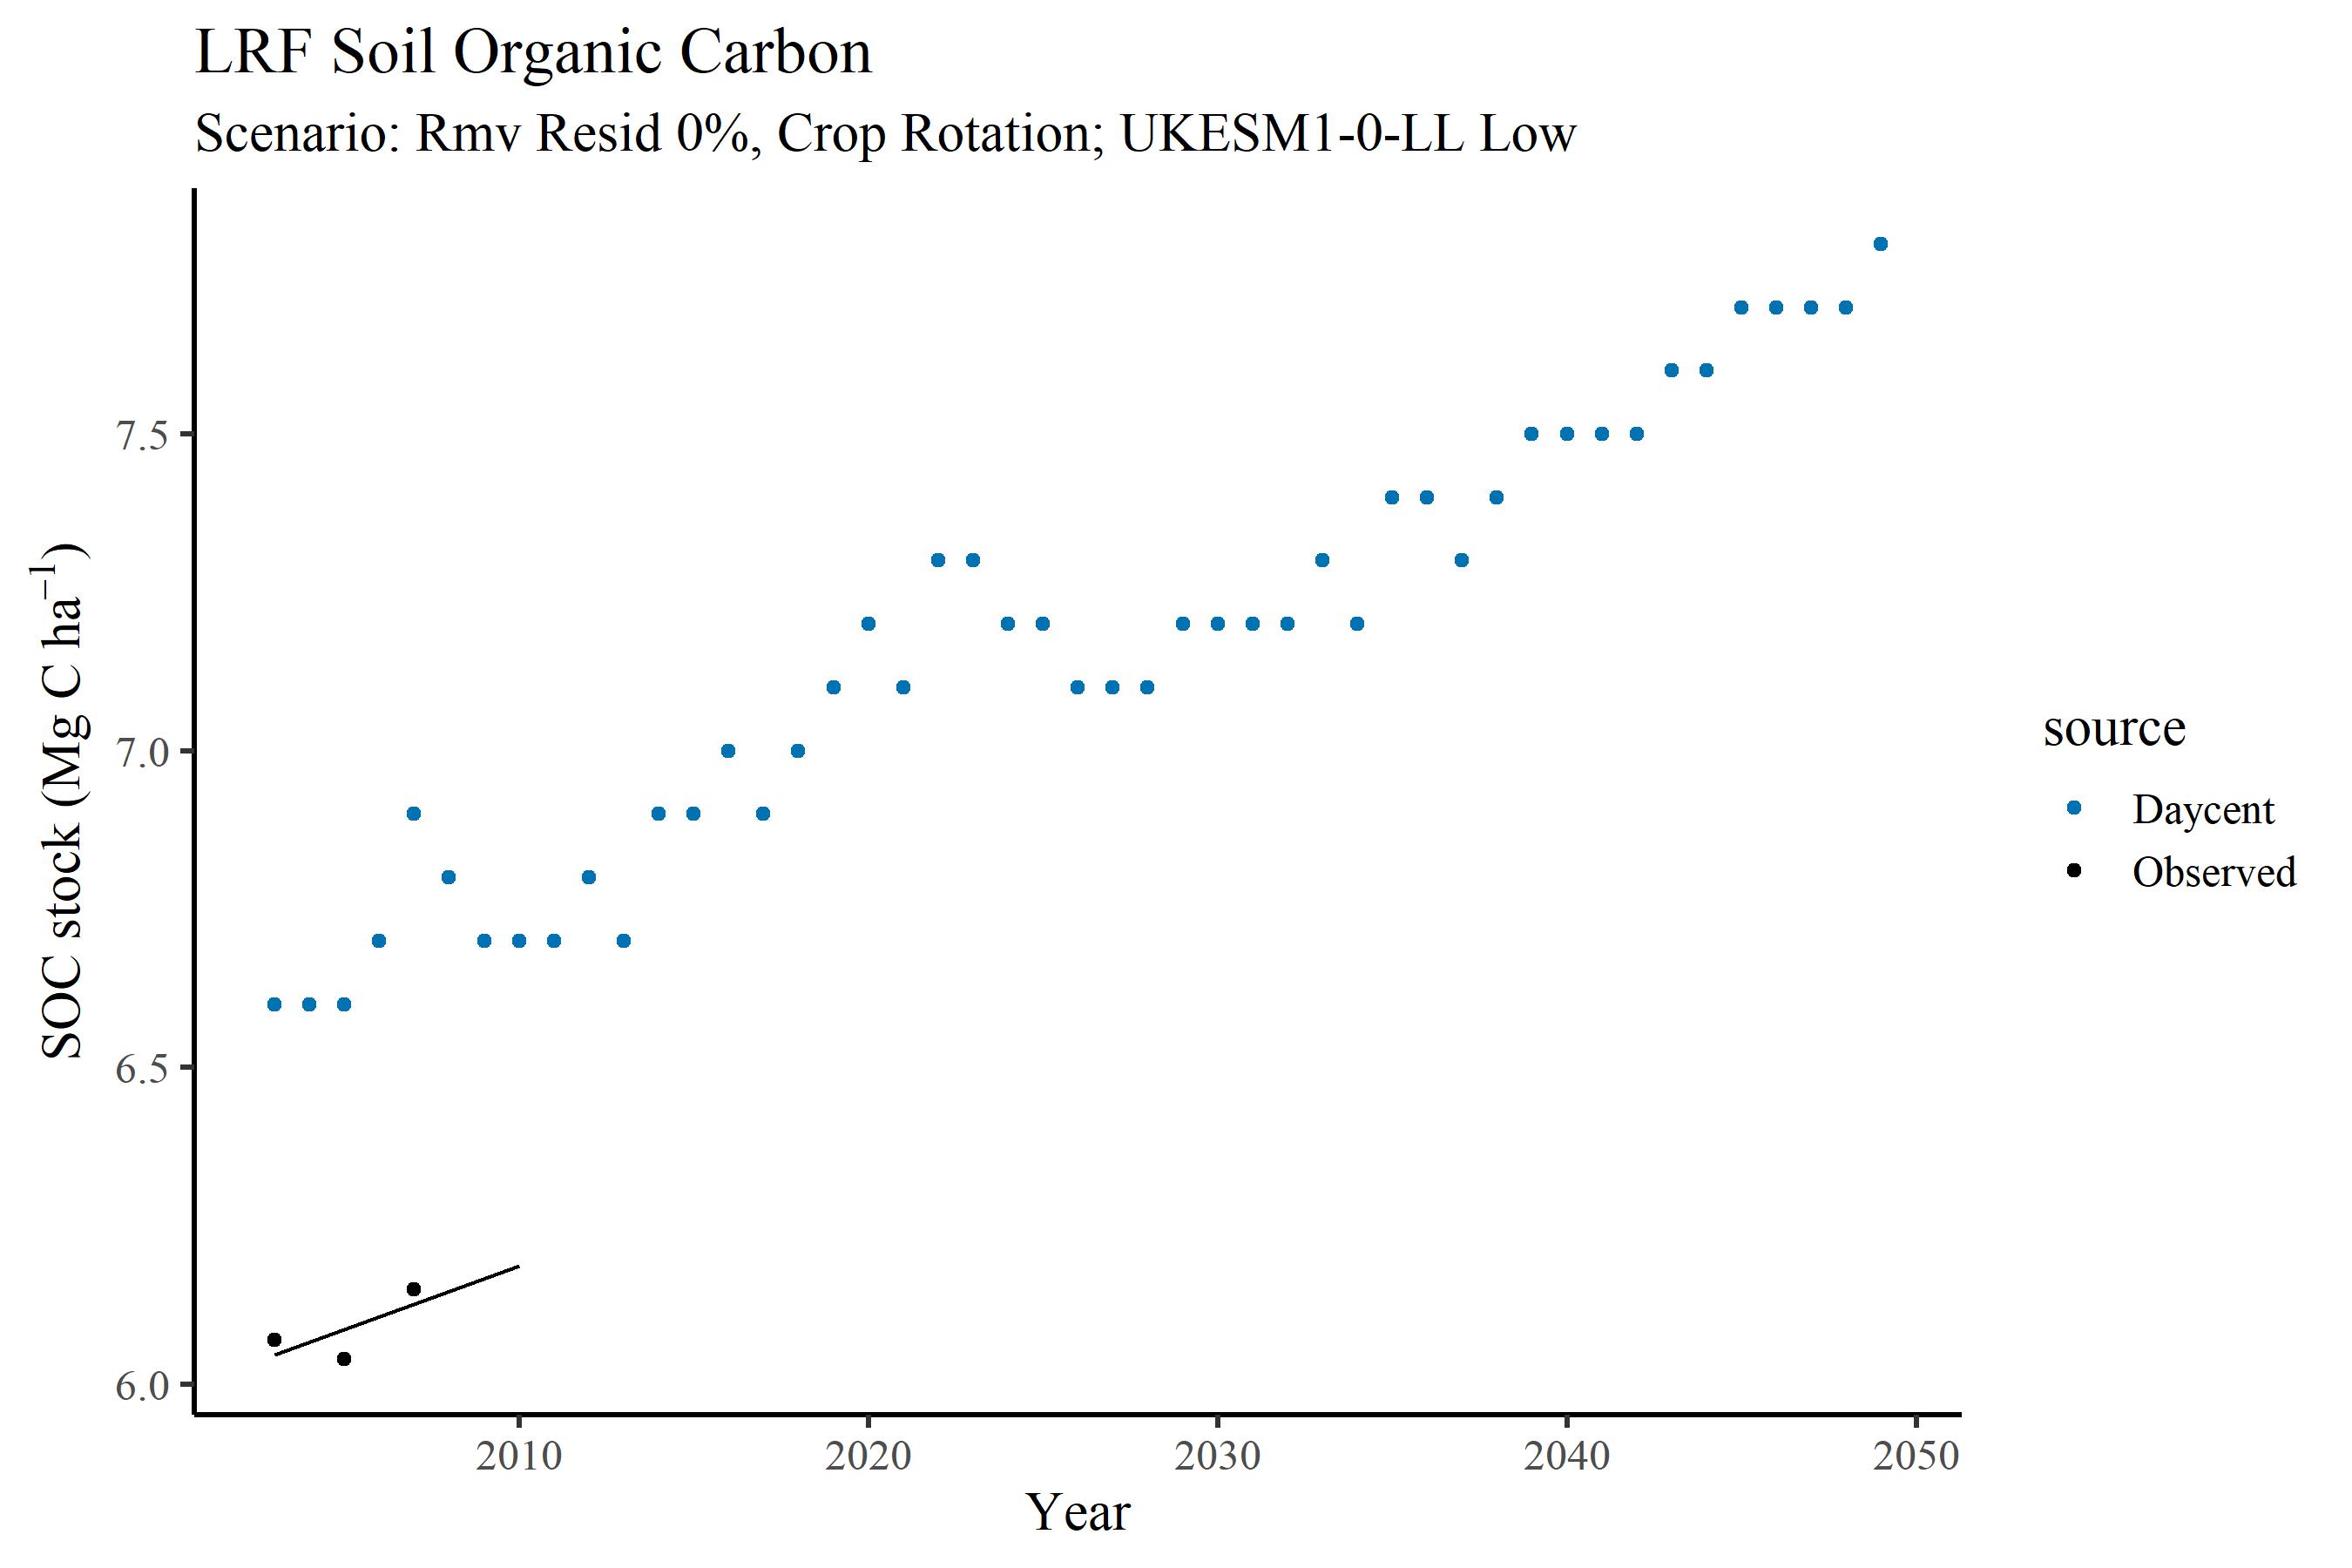 LRF Soil Organic Carbon
Scenario: Rmv Resid 0%, Crop Rotation; UKESM1-0-LL Low
SOC stock (Mg C ha⁻¹)
7.5
7.0
6.5
6.0
2010 2020 2030 2040 2050
Year
source
Daycent
Observed